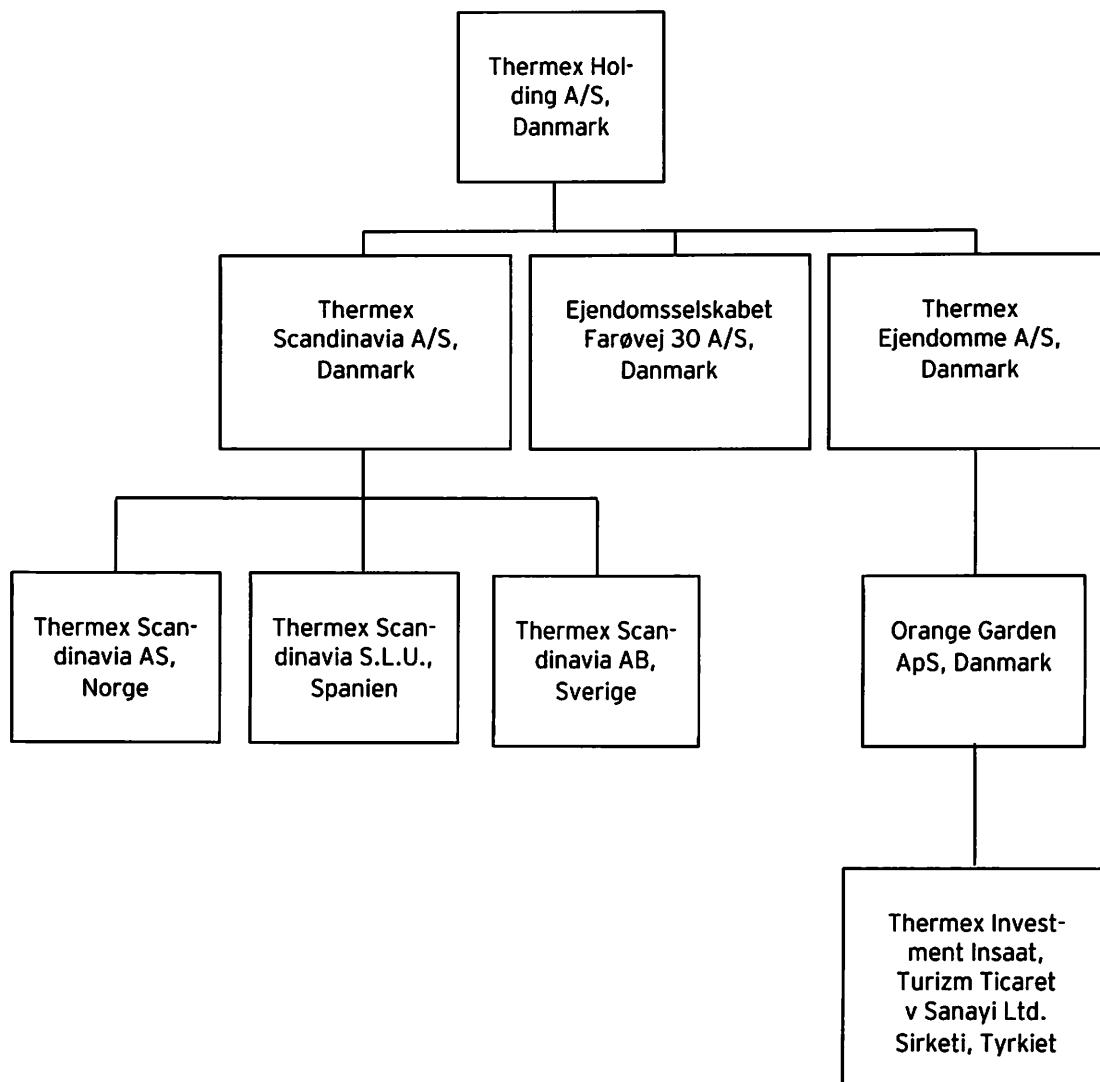 Thermex Hol-
ding A/S,
Danmark
Thermex
Scandinavia A/S,
Danmark
Ejendomsselskabet
Farøvej 30 A/S,
Danmark
Thermex
Ejendomme A/S,
Danmark
Thermex Scan-
dinavia AS,
Norge
Thermex Scan-
dinavia S.L.U.,
Spanien
Thermex Scan-
dinavia AB,
Sverige
Orange Garden
ApS, Danmark
Thermex Invest-
ment Insaat,
Turizm Ticaret
v Sanayi Ltd.
Sirketi, Tyrkiet